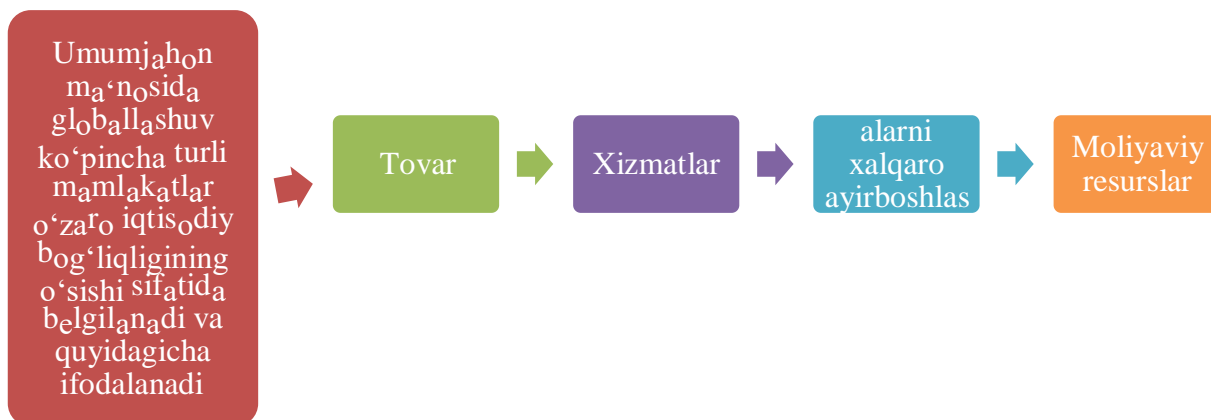 Umumjahon
ma‘nosida
globallashuv
ko‘pincha turli
mamlakatlar
o‘zaro iqtisodiy
bog‘liqligining
o‘sishi sifatida
belgilanadi va
quyidagicha
ifodalanadi
Tovar
Xizmatlar
alarni
xalqaro
ayirboshlas
Moliyaviy
resurslar